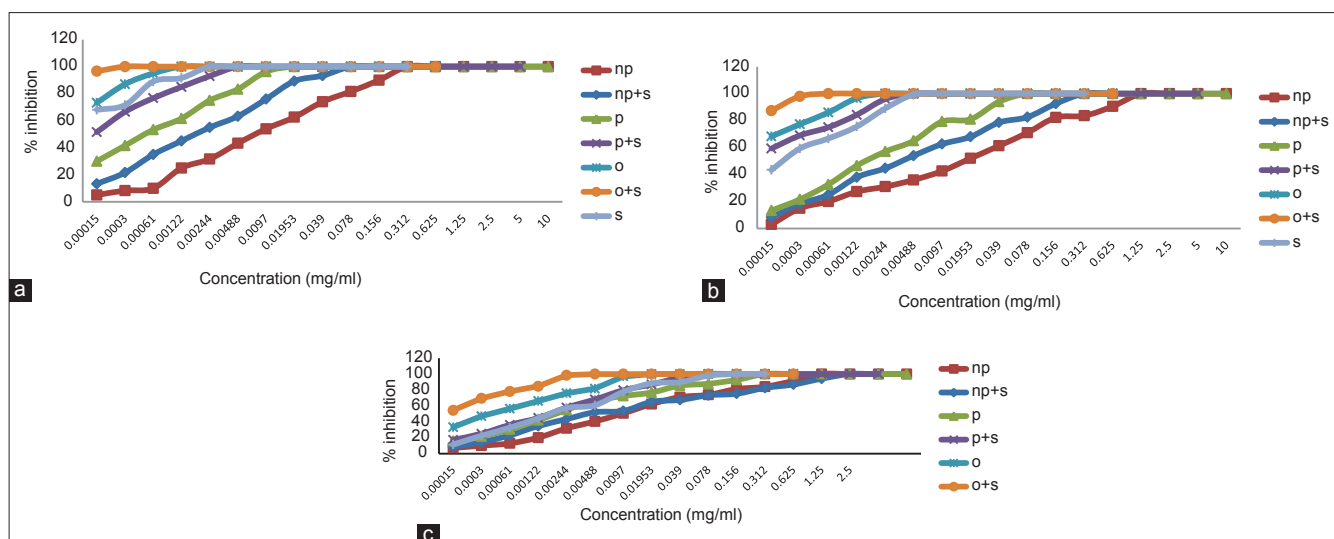 120
100
80
60
40
20
0
% inhibition
0.00015
0.0003
0.00061
0.00122
0.00244
0.00488
0.0097
0.01953
0.039
0.078
0.156
0.312
0.625
1.25
2.5
5
10
Concentration (mg/ml)
np
np+s
p
p+s
o
o+s
s
a
120
100
80
60
40
20
0
% inhibition
0.00015
0.0003
0.00061
0.00122
0.00244
0.00488
0.0097
0.01953
0.039
0.078
0.156
0.312
0.625
1.25
2.5
5
10
Concentration (mg/ml)
np
np+s
p
p+s
o
o+s
s
b
120
100
80
60
40
20
0
% inhibition
0.00015
0.0003
0.00061
0.00122
0.00244
0.00488
0.0097
0.01953
0.039
0.078
0.156
0.312
0.625
1.25
2.5
Concentration (mg/ml)
np
np+s
p
p+s
o
o+s
c